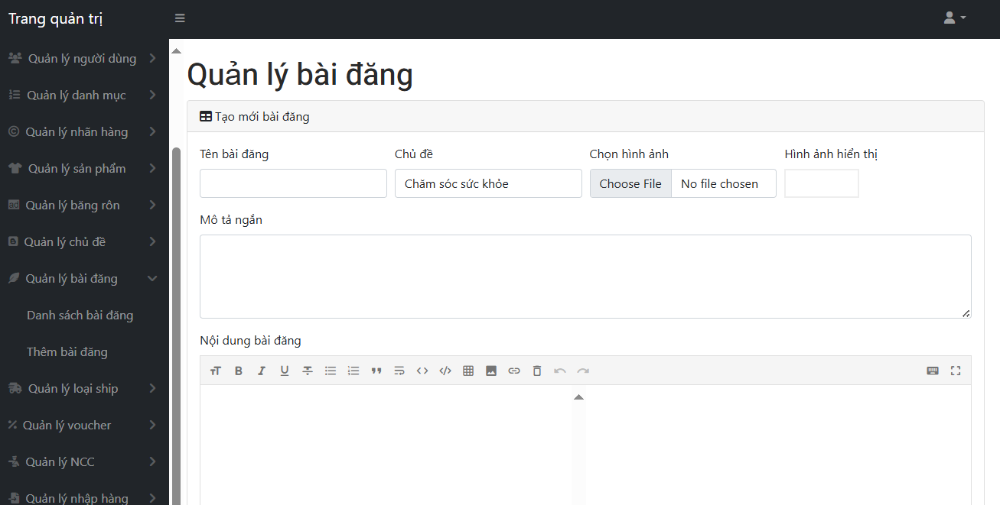 Trang quản trị
Quản lý người dùng
Quản lý danh mục
Quản lý nhãn hàng
Quản lý sản phẩm
Quản lý băng rôn
Quản lý chủ đề
Quản lý bài đăng
Danh sách bài đăng
Thêm bài đăng
Quản lý loại ship
Quản lý voucher
Quản lý NCC
Quản lý nhập hàng
Quản lý bài đăng
Tạo mới bài đăng
Tên bài đăng
Chủ đề
Chăm sóc sức khỏe
Chọn hình ảnh
Choose File No file chosen
Hình ảnh hiển thị
Mô tả ngắn
Nội dung bài đăng